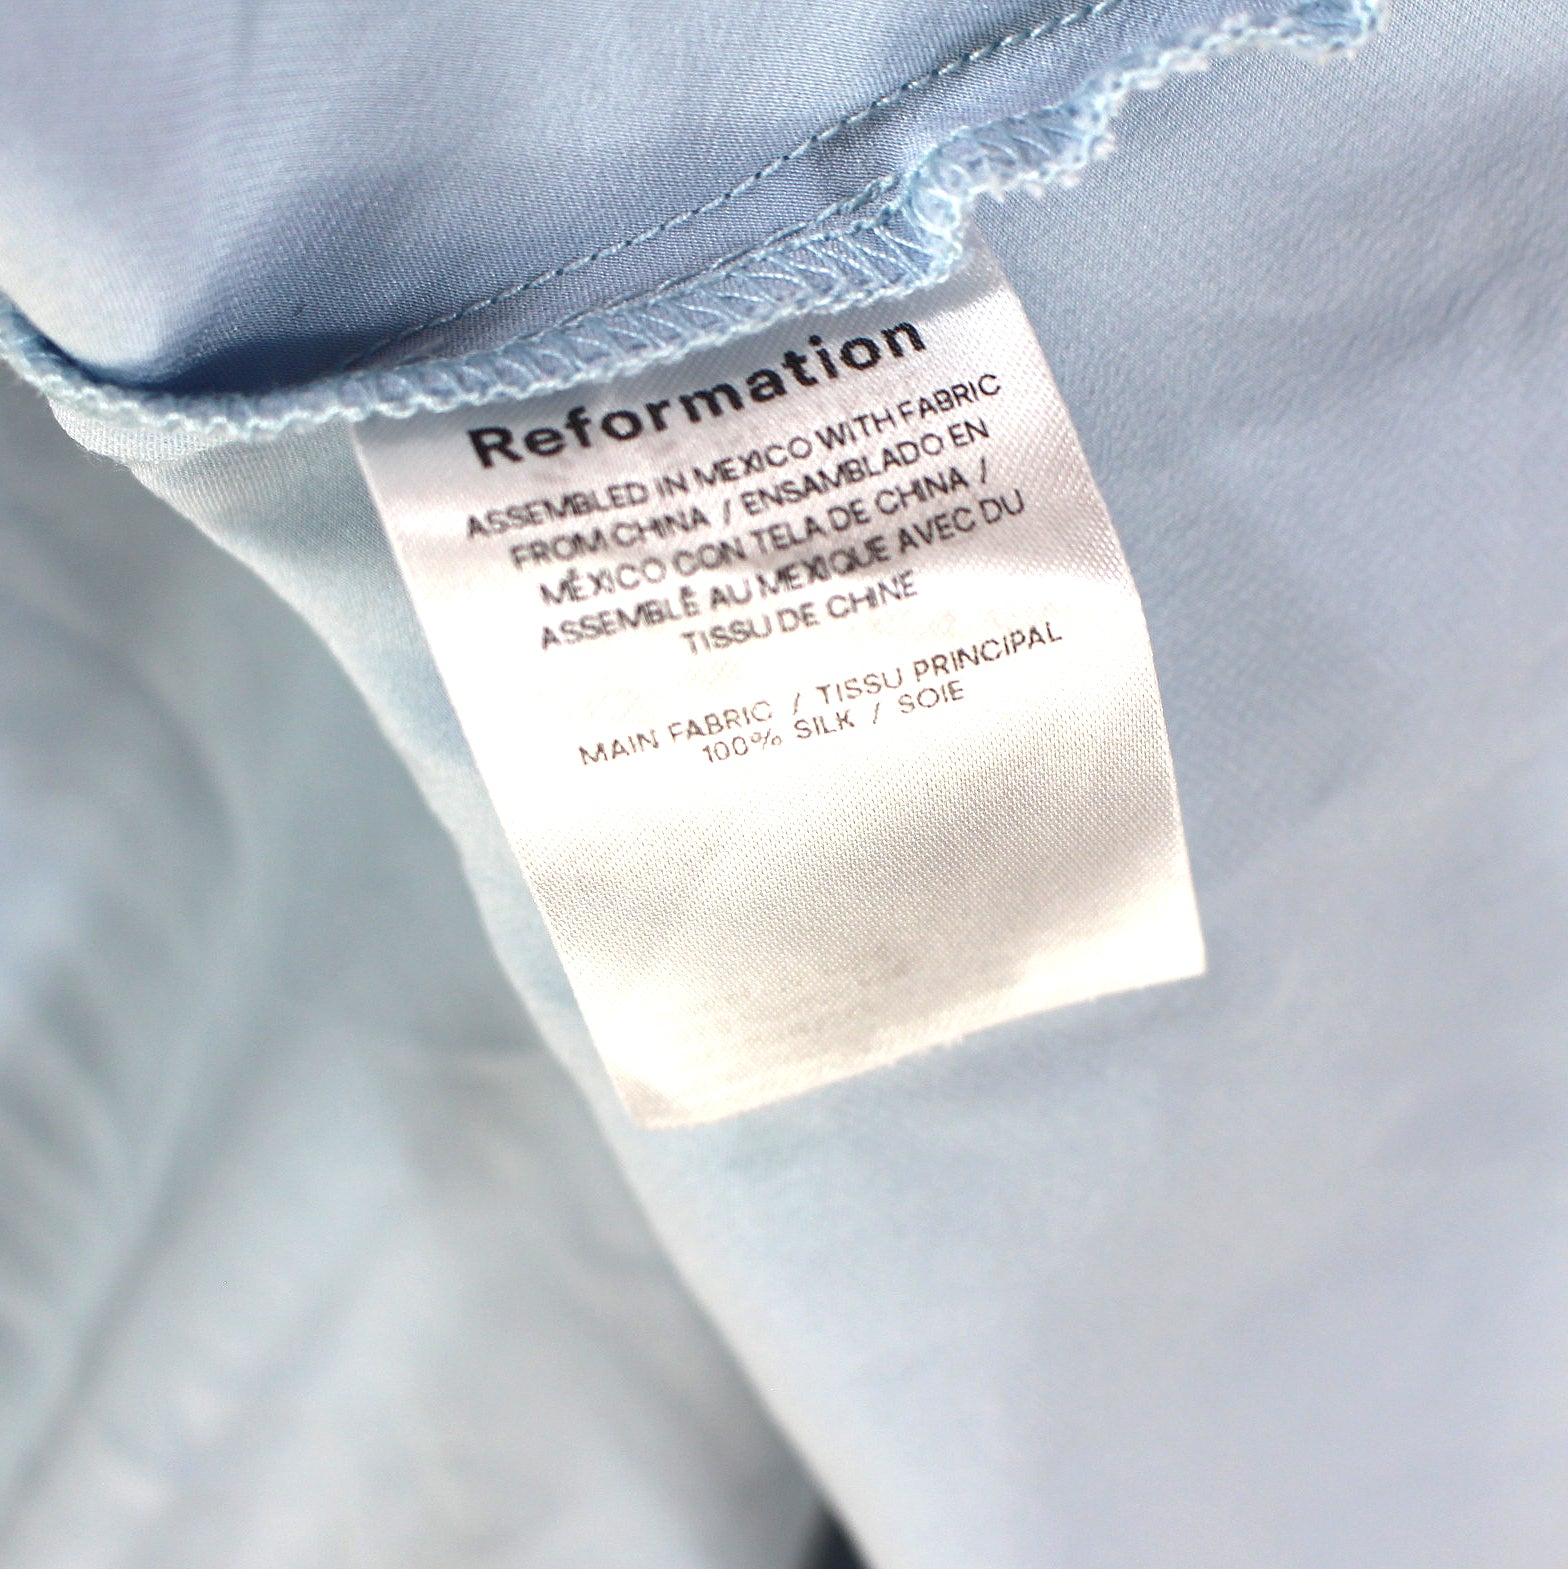 Reformation
ASSEMBLED IN MEXICO WITH FABRIC
FROM CHINA / ENSAMBLADO EN
MÉXICO CON TELA DE CHINA /
ASSEMBLÉ AU MEXIQUE AVEC DU
TISSU DE CHINE
MAIN FABRIC / TISSU PRINCIPAL
100% SILK / SOIE